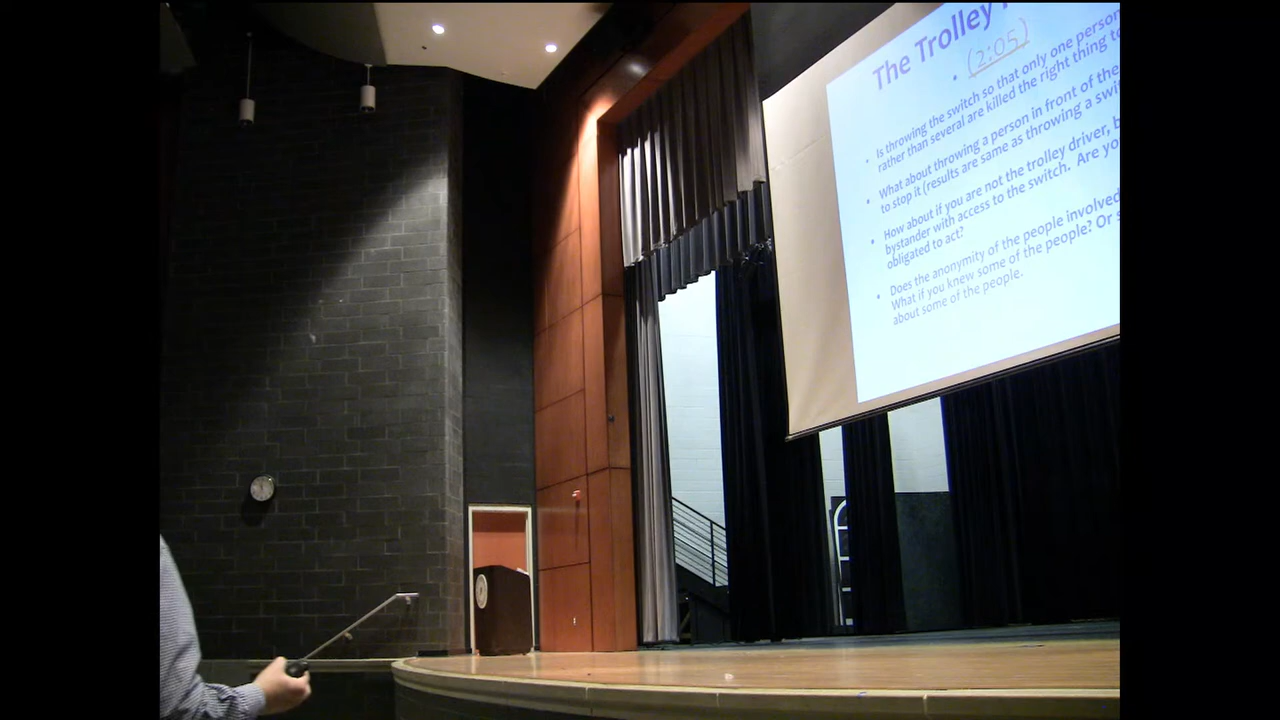 The Trolley
• (2:05)
• Is throwing the switch so that only one person
rather than several are killed the right thing to
• What about throwing a person in front of the
to stop it (results are same as throwing a swi
• How about if you are not the trolley driver, b
bystander with access to the switch. Are yo
obligated to act?
• Does the anonymity of the people involved
What if you knew some of the people? Or s
about some of the people.